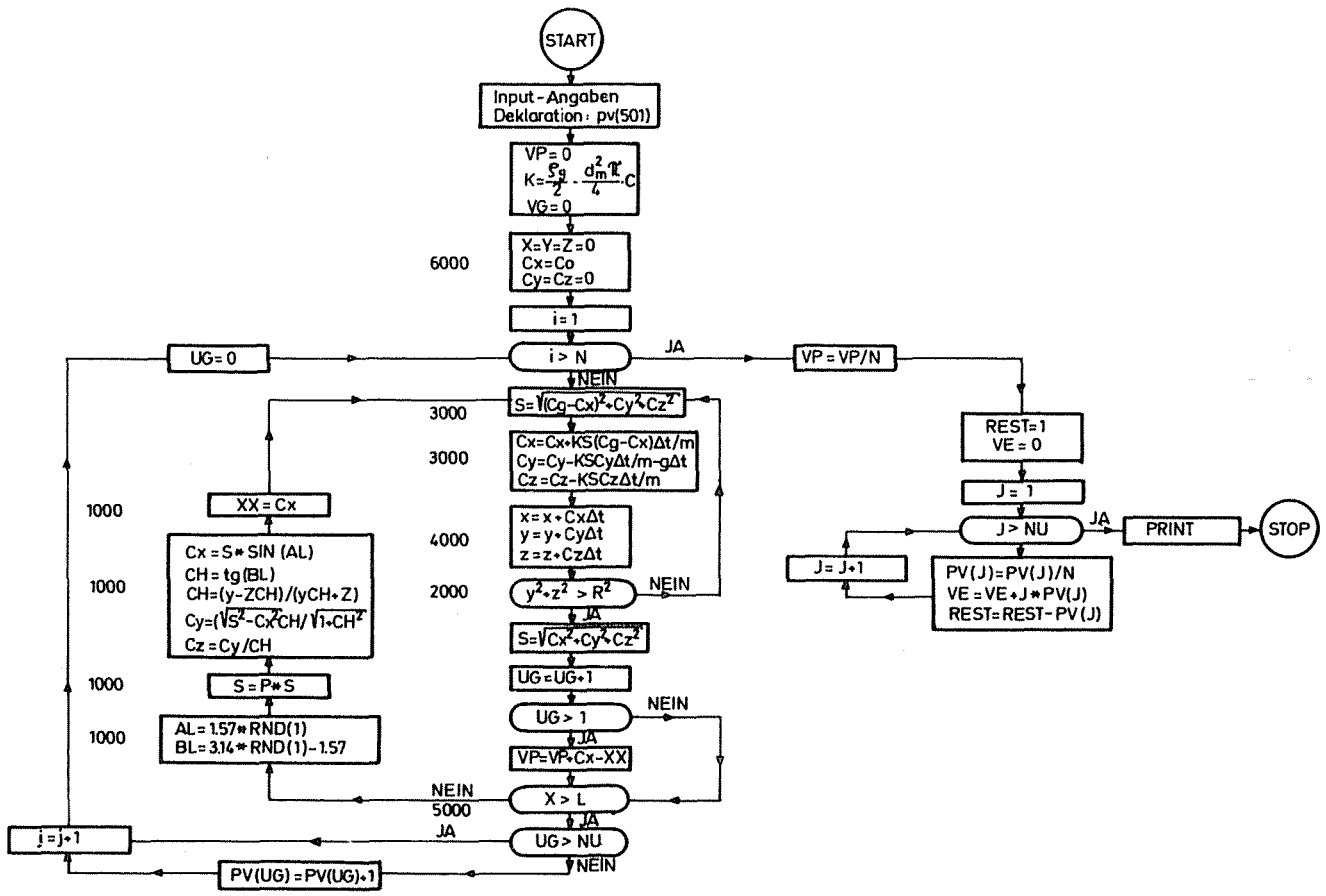 START
Input-Angaben
Deklaration: pv(501)
VP=0
K=ρg/2 · d²mπ/4 · C
VG=0
6000
X=Y=Z=0
Cx=Co
Cy=Cz=0
i=1
UG=0
i > N
JA
VP=VP/N
NEIN
3000
S=√(Cg-Cx)²+Cy²+Cz²
REST=1
VE=0
3000
Cx=Cx+KS(Cg-Cx)Δt/m
Cy=Cy-KSCyΔt/m-gΔt
Cz=Cz-KSCzΔt/m
J=1
1000
XX=Cx
4000
x=x+CxΔt
y=y+CyΔt
z=z+CzΔt
J > NU
JA
PRINT
STOP
1000
Cx=S*SIN(AL)
CH=tg(BL)
CH=(y-ZCH)/(yCH+Z)
Cy=(√S²-Cx²CH/√1+CH²
Cz=Cy/CH
2000
y²+z² > R²
NEIN
J=J+1
PV(J)=PV(J)/N
VE=VE+J*PV(J)
REST=REST-PV(J)
JA
S=√Cx²+Cy²+Cz²
1000
S=P*S
UG=UG+1
1000
AL=1.57*RND(1)
BL=3.14*RND(1)-1.57
UG > 1
NEIN
JA
VP=VP+Cx-XX
NEIN
5000
X > L
JA
j=j+1
JA
UG > NU
NEIN
PV(UG)=PV(UG)+1